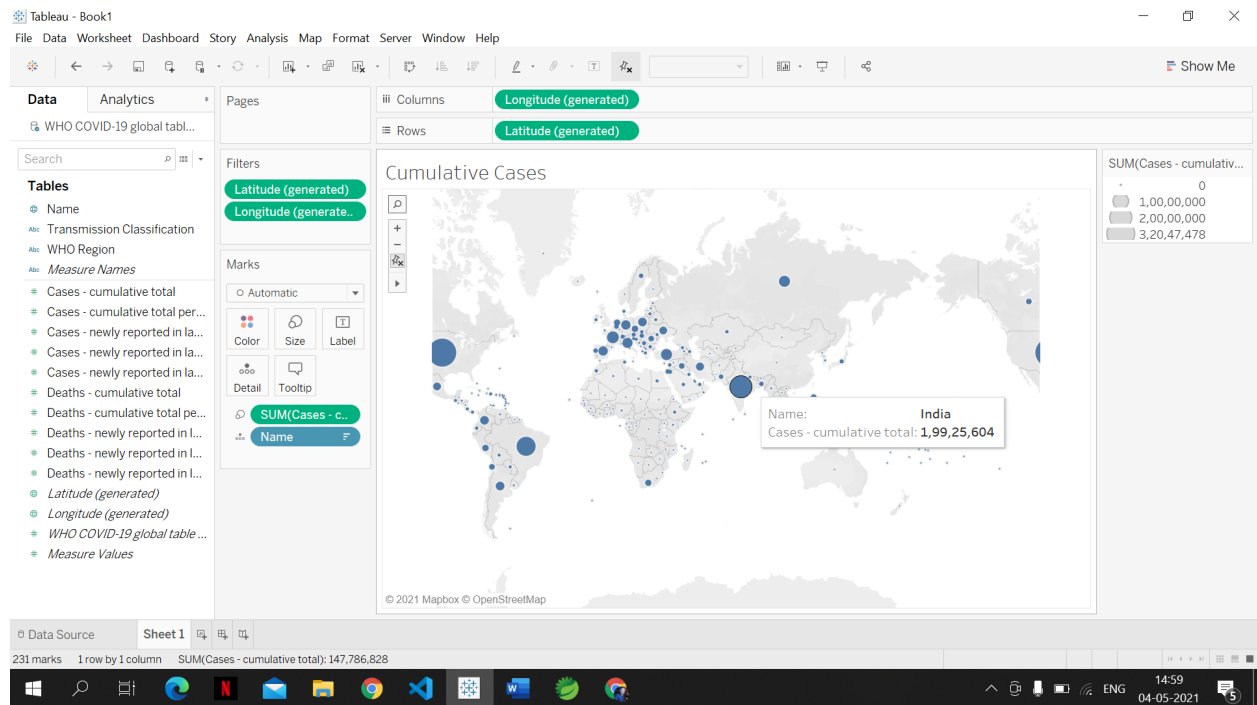 Tableau - Book1
File Data Worksheet Dashboard Story Analysis Map Format Server Window Help
Show Me
Data Analytics
WHO COVID-19 global tabl...
Search
Tables
Name
Abc Transmission Classification
Abc WHO Region
Abc Measure Names
# Cases - cumulative total
# Cases - cumulative total per...
# Cases - newly reported in la...
# Cases - newly reported in la...
# Cases - newly reported in la...
# Deaths - cumulative total
# Deaths - cumulative total pe...
# Deaths - newly reported in l...
# Deaths - newly reported in l...
# Deaths - newly reported in l...
Latitude (generated)
Longitude (generated)
# WHO COVID-19 global table ...
# Measure Values
Pages
Filters
Latitude (generated)
Longitude (generate..
Marks
Automatic
Color Size Label
Detail Tooltip
SUM(Cases - c...
Name
iii Columns Longitude (generated)
Rows Latitude (generated)
Cumulative Cases
Name: India
Cases - cumulative total: 1,99,25,604
© 2021 Mapbox © OpenStreetMap
SUM(Cases - cumulativ...
0
1,00,00,000
2,00,00,000
3,20,47,478
Data Source Sheet 1
231 marks 1 row by 1 column SUM(Cases - cumulative total): 147,786,828
ENG
14:59
04-05-2021
5